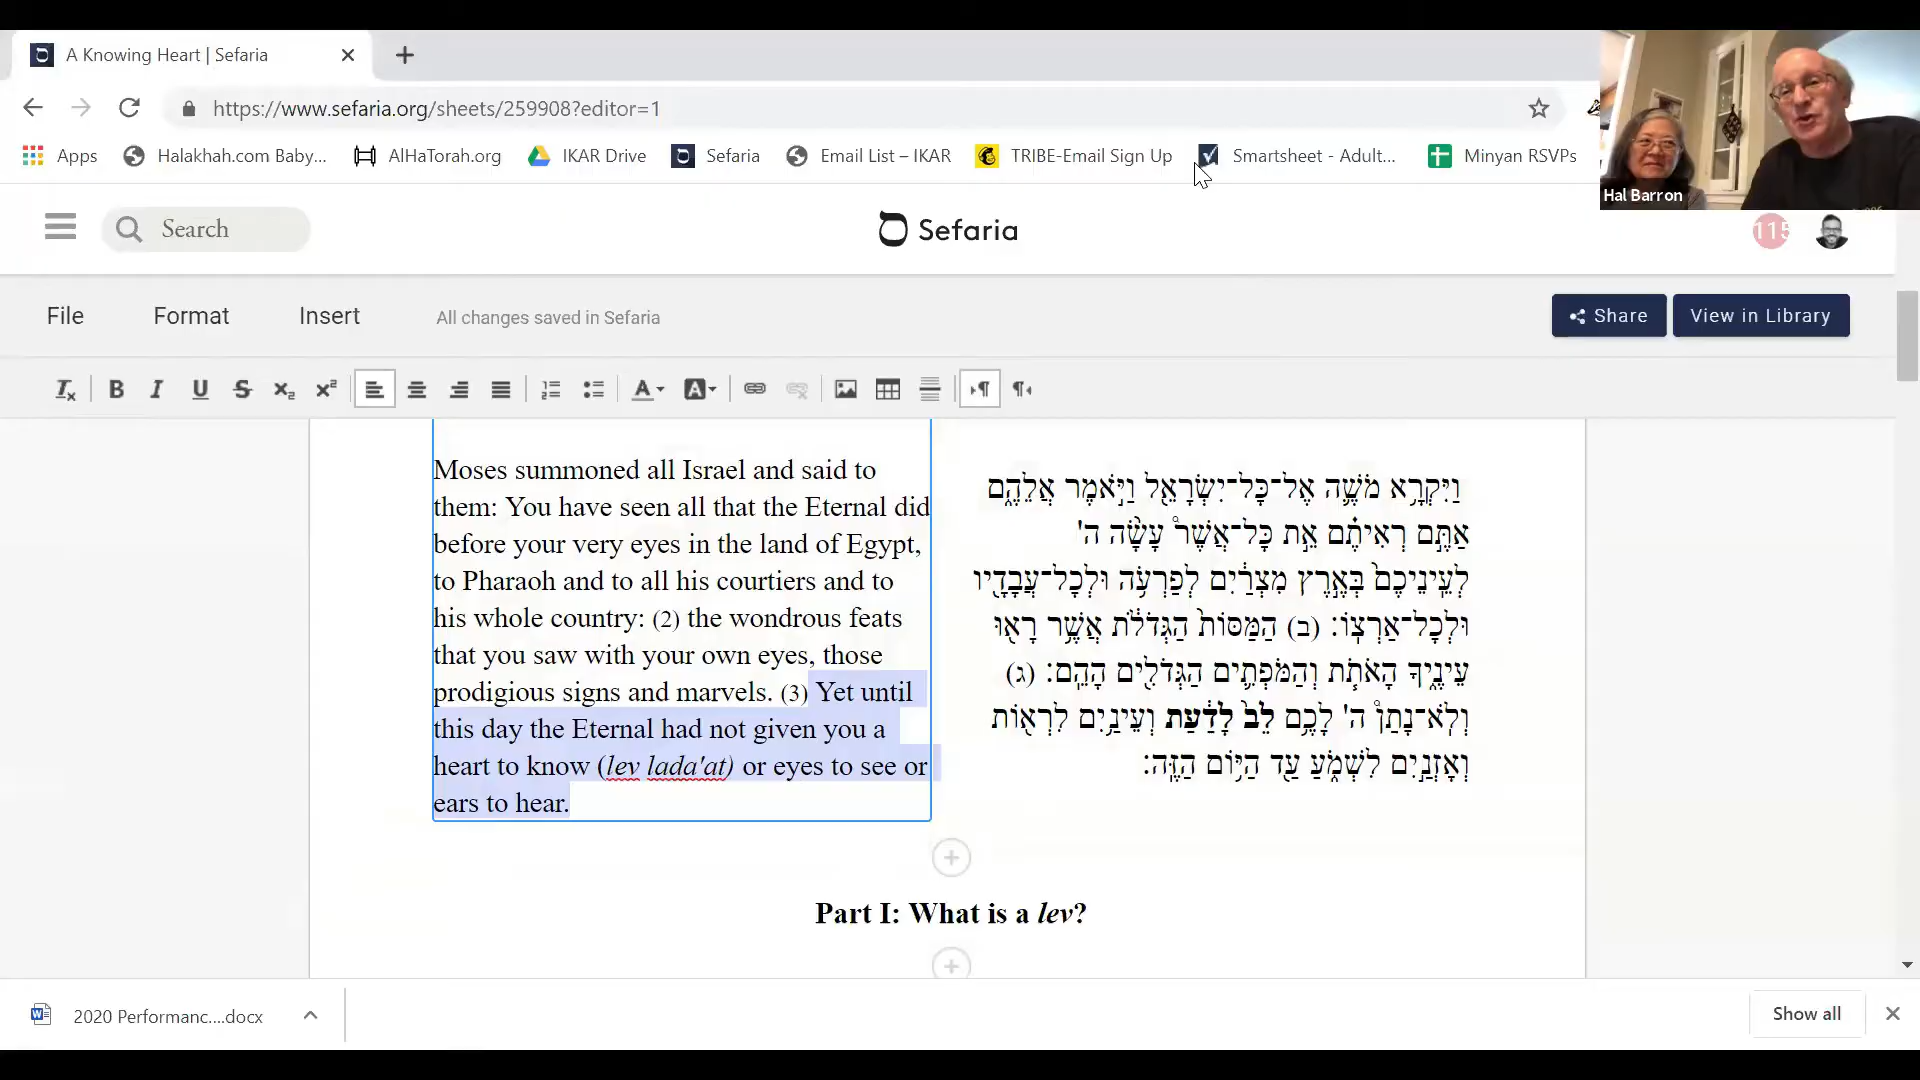 A Knowing Heart | Sefaria
https://www.sefaria.org/sheets/259908?editor=1
Apps Halakhah.com Baby... AlHaTorah.org IKAR Drive Sefaria Email List – IKAR TRIBE-Email Sign Up Smartsheet - Adult... Minyan RSVPs
Hal Barron
Search
Sefaria
115
File Format Insert All changes saved in Sefaria Share View in Library
Moses summoned all Israel and said to
them: You have seen all that the Eternal did
before your very eyes in the land of Egypt,
to Pharaoh and to all his courtiers and to
his whole country: (2) the wondrous feats
that you saw with your own eyes, those
prodigious signs and marvels. (3) Yet until
this day the Eternal had not given you a
heart to know (lev lada'at) or eyes to see or
ears to hear.
וַיִּקְרָ֥א מֹשֶׁ֛ה אֶל־כׇּל־יִשְׂרָאֵ֖ל וַיֹּ֣אמֶר אֲלֵהֶ֑ם
אַתֶּ֣ם רְאִיתֶ֗ם אֵ֣ת כׇּל־אֲשֶׁר֩ עָשָׂ֨ה ה'
לְעֵֽינֵיכֶם֙ בְּאֶ֣רֶץ מִצְרַ֔יִם לְפַרְעֹ֥ה וּלְכׇל־עֲבָדָ֖יו
וּלְכׇל־אַרְצֽוֹ׃ (ב) הַמַּסּוֹת֙ הַגְּדֹלֹ֔ת אֲשֶׁ֥ר רָא֖וּ
עֵינֶ֑יךָ הָאֹתֹ֧ת וְהַמֹּפְתִ֛ים הַגְּדֹלִ֖ים הָהֵֽם׃ (ג)
וְלֹֽא־נָתַן֩ ה' לָכֶ֥ם לֵב֙ לָדַ֔עַת וְעֵינַ֥יִם לִרְא֖וֹת
וְאׇזְנַ֣יִם לִשְׁמֹ֑עַ עַ֖ד הַיּ֥וֹם הַזֶּֽה׃
Part I: What is a lev?
2020 Performanc....docx
Show all